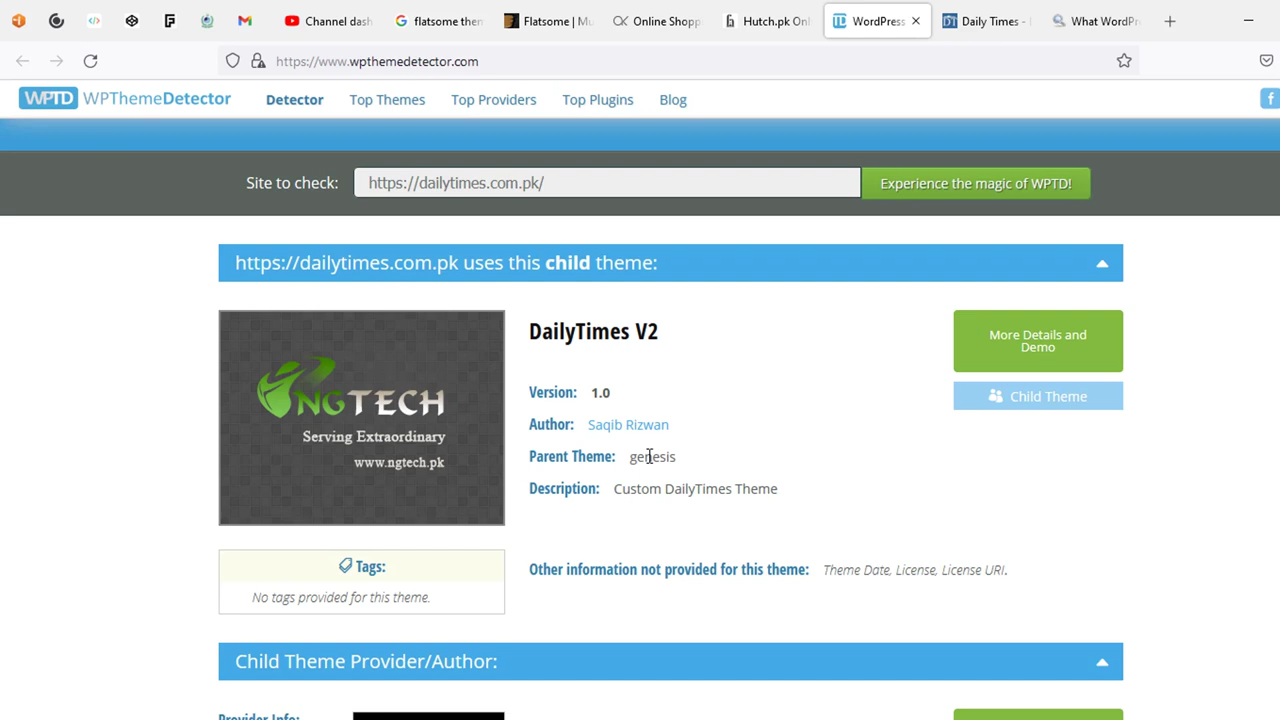 Channel dash
flatsome them
Flatsome | Mu
Online Shopp
Hutch.pk Onl
WordPress
Daily Times -
What WordPr
https://www.wpthemedetector.com
WPTD WPThemeDetector
Detector
Top Themes
Top Providers
Top Plugins
Blog
Site to check:
https://dailytimes.com.pk/
Experience the magic of WPTD!
https://dailytimes.com.pk uses this child theme:
NGTECH
Serving Extraordinary
www.ngtech.pk
DailyTimes V2
Version: 1.0
Author: Saqib Rizwan
Parent Theme: genesis
Description: Custom DailyTimes Theme
More Details and
Demo
Child Theme
Tags:
No tags provided for this theme.
Other information not provided for this theme: Theme Date, License, License URI.
Child Theme Provider/Author:
Provider Info: